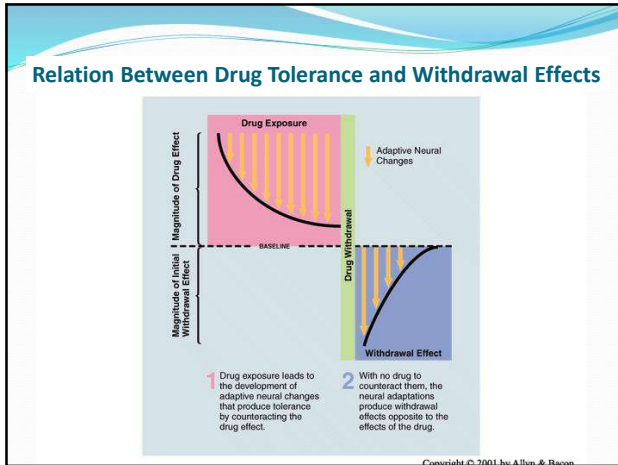 Relation Between Drug Tolerance and Withdrawal Effects
Drug Exposure
Adaptive Neural
Changes
Magnitude of Drug Effect
Drug Withdrawal
BASELINE
Magnitude of Initial
Withdrawal Effect
Withdrawal Effect
1 Drug exposure leads to
the development of
adaptive neural changes
that produce tolerance
by counteracting the
drug effect.
2 With no drug to
counteract them, the
neural adaptations
produce withdrawal
effects opposite to the
effects of the drug.
Copyright © 2001 by Allyn & Bacon